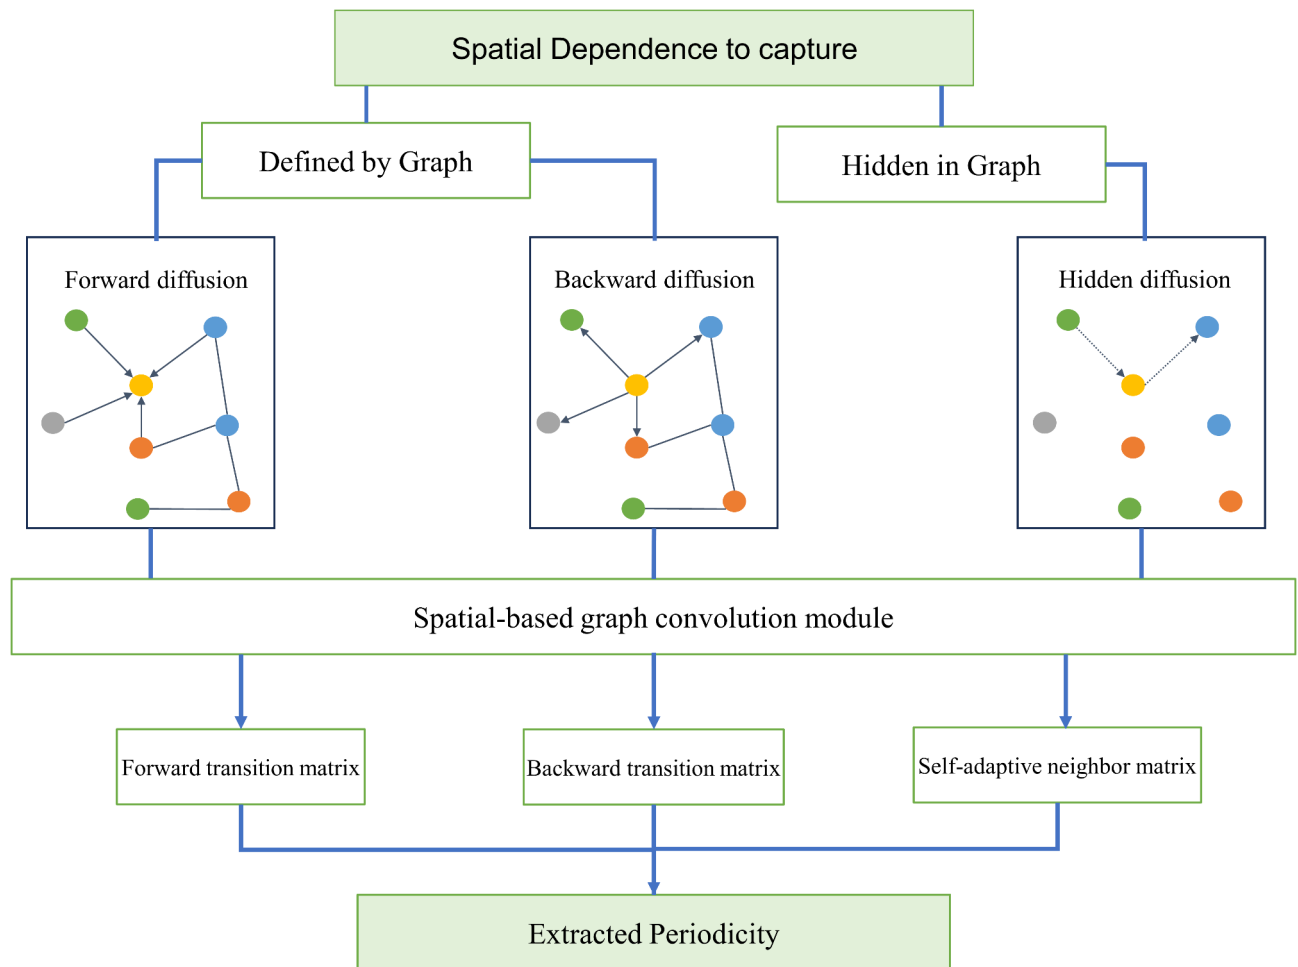 Spatial Dependence to capture
Defined by Graph
Hidden in Graph
Forward diffusion
Backward diffusion
Hidden diffusion
Spatial-based graph convolution module
Forward transition matrix
Backward transition matrix
Self-adaptive neighbor matrix
Extracted Periodicity